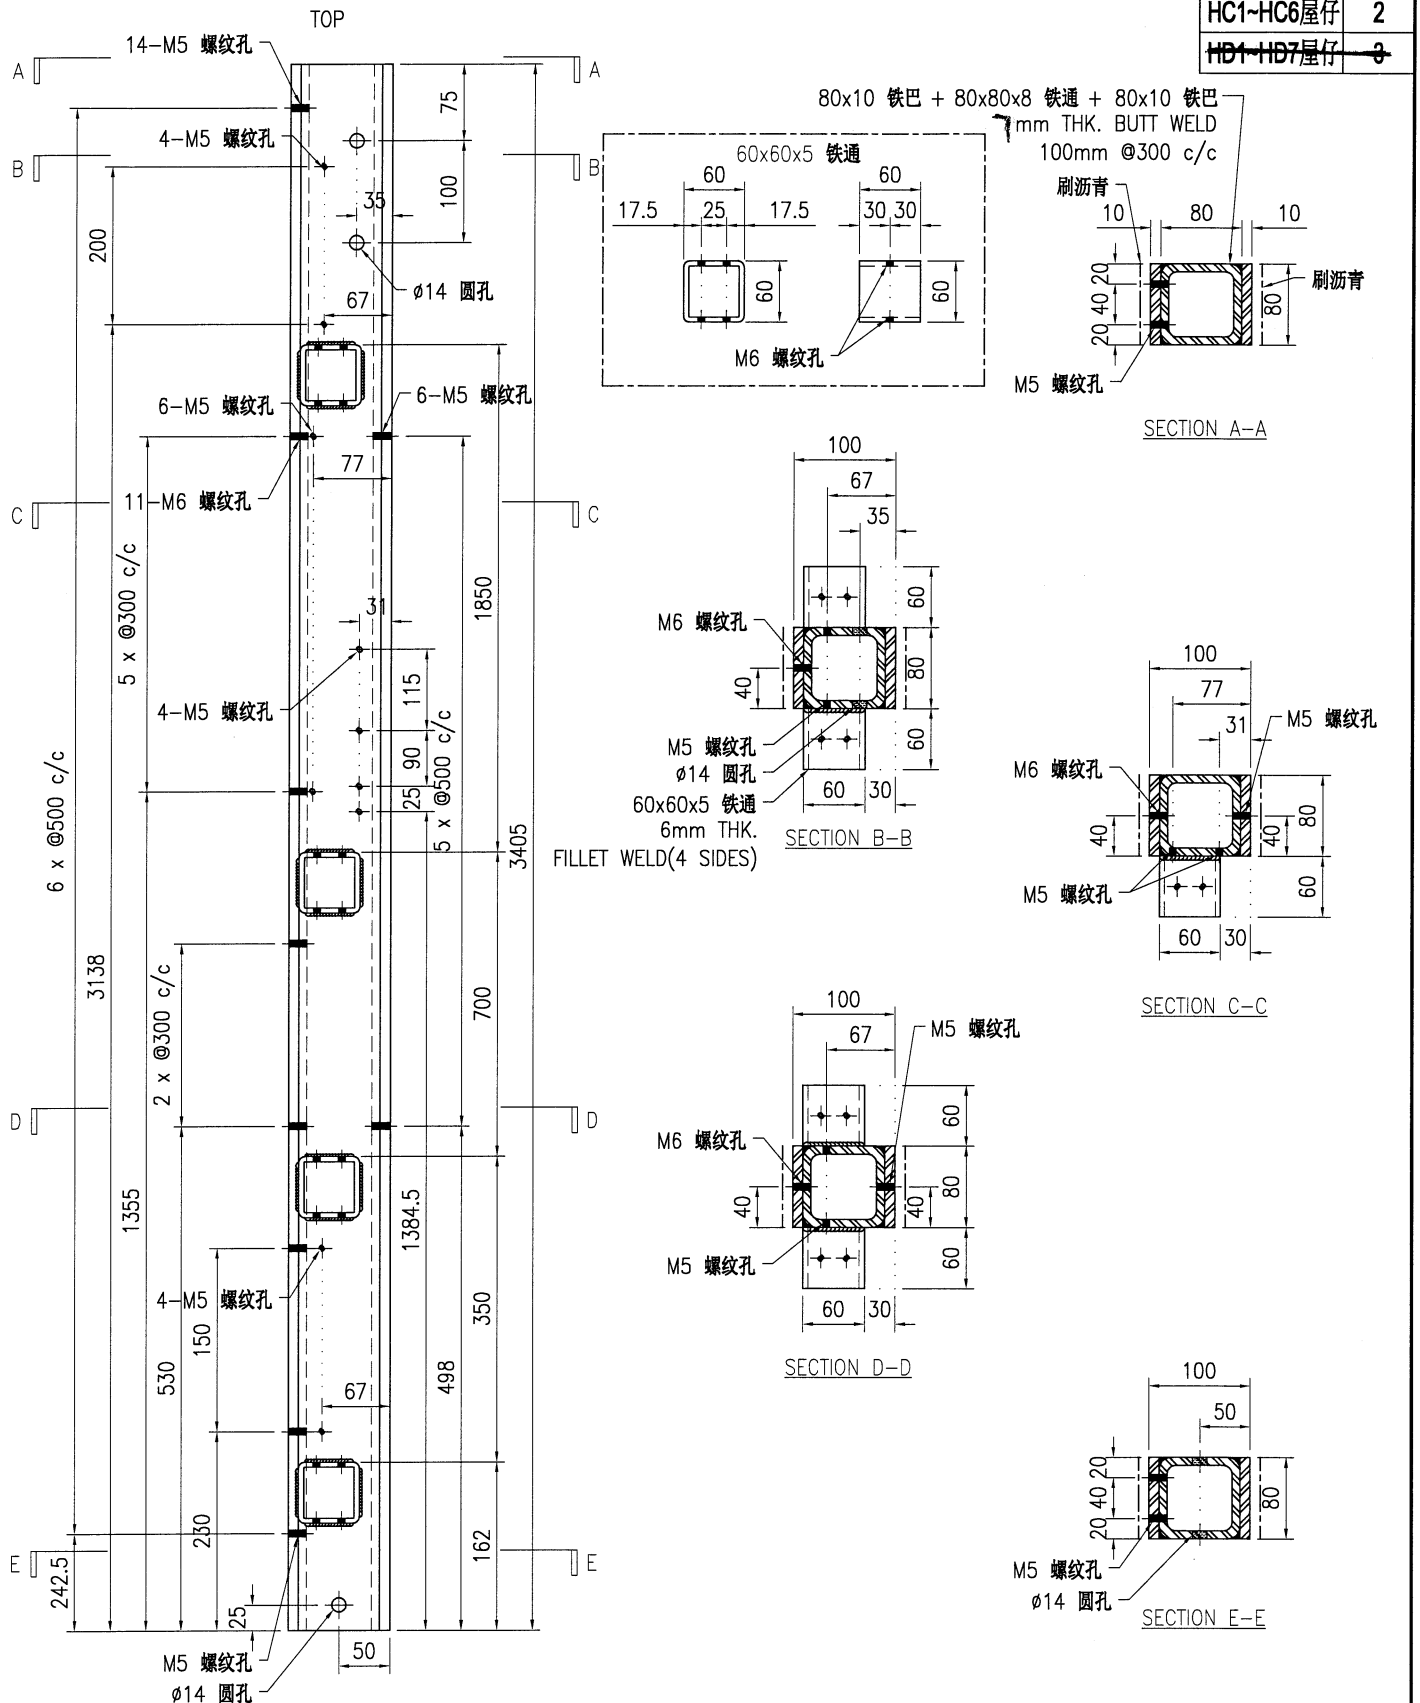 HC1~HC6屋仔 2
HD1~HD7屋仔 3
TOP
14-M5 螺纹孔
A
A
75
4-M5 螺纹孔
B
B
100
35
200
ø14 圆孔
67
6-M5 螺纹孔
6-M5 螺纹孔
77
11-M6 螺纹孔
C
C
5 x @300 c/c
1850
31
4-M5 螺纹孔
115
90
25
5 x @500 c/c
6 x @500 c/c
3405
3138
2 x @300 c/c
700
D
D
1355
1384.5
4-M5 螺纹孔
150
350
530
498
67
230
162
E
E
242.5
25
50
M5 螺纹孔
ø14 圆孔
80x10 铁巴 + 80x80x8 铁通 + 80x10 铁巴
mm THK. BUTT WELD
100mm @300 c/c
60x60x5 铁通
60
60
17.5
25
17.5
30
30
60
60
M6 螺纹孔
刷沥青
10
80
10
20
40
20
80
刷沥青
M5 螺纹孔
SECTION A-A
100
67
35
60
M6 螺纹孔
40
80
M5 螺纹孔
ø14 圆孔
60
60x60x5 铁通
60
30
6mm THK.
FILLET WELD(4 SIDES)
SECTION B-B
100
77
31
M5 螺纹孔
M6 螺纹孔
40
40
80
M5 螺纹孔
60
60
30
SECTION C-C
100
67
M5 螺纹孔
60
M6 螺纹孔
40
40
80
M5 螺纹孔
60
60
30
SECTION D-D
100
50
20
40
20
80
M5 螺纹孔
ø14 圆孔
SECTION E-E